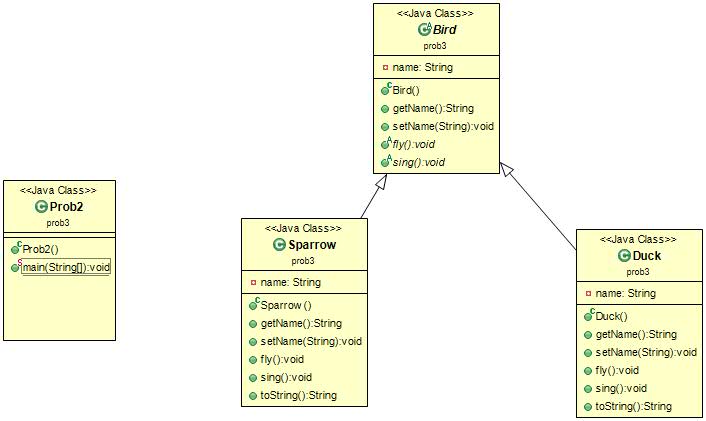 <<Java Class>>
Bird
prob3
name: String
Bird()
getName():String
setName(String):void
fly():void
sing():void
<<Java Class>>
Prob2
prob3
Prob2()
main(String[]):void
<<Java Class>>
Sparrow
prob3
name: String
Sparrow ()
getName():String
setName(String):void
fly():void
sing():void
toString():String
<<Java Class>>
Duck
prob3
name: String
Duck()
getName():String
setName(String):void
fly():void
sing():void
toString():String